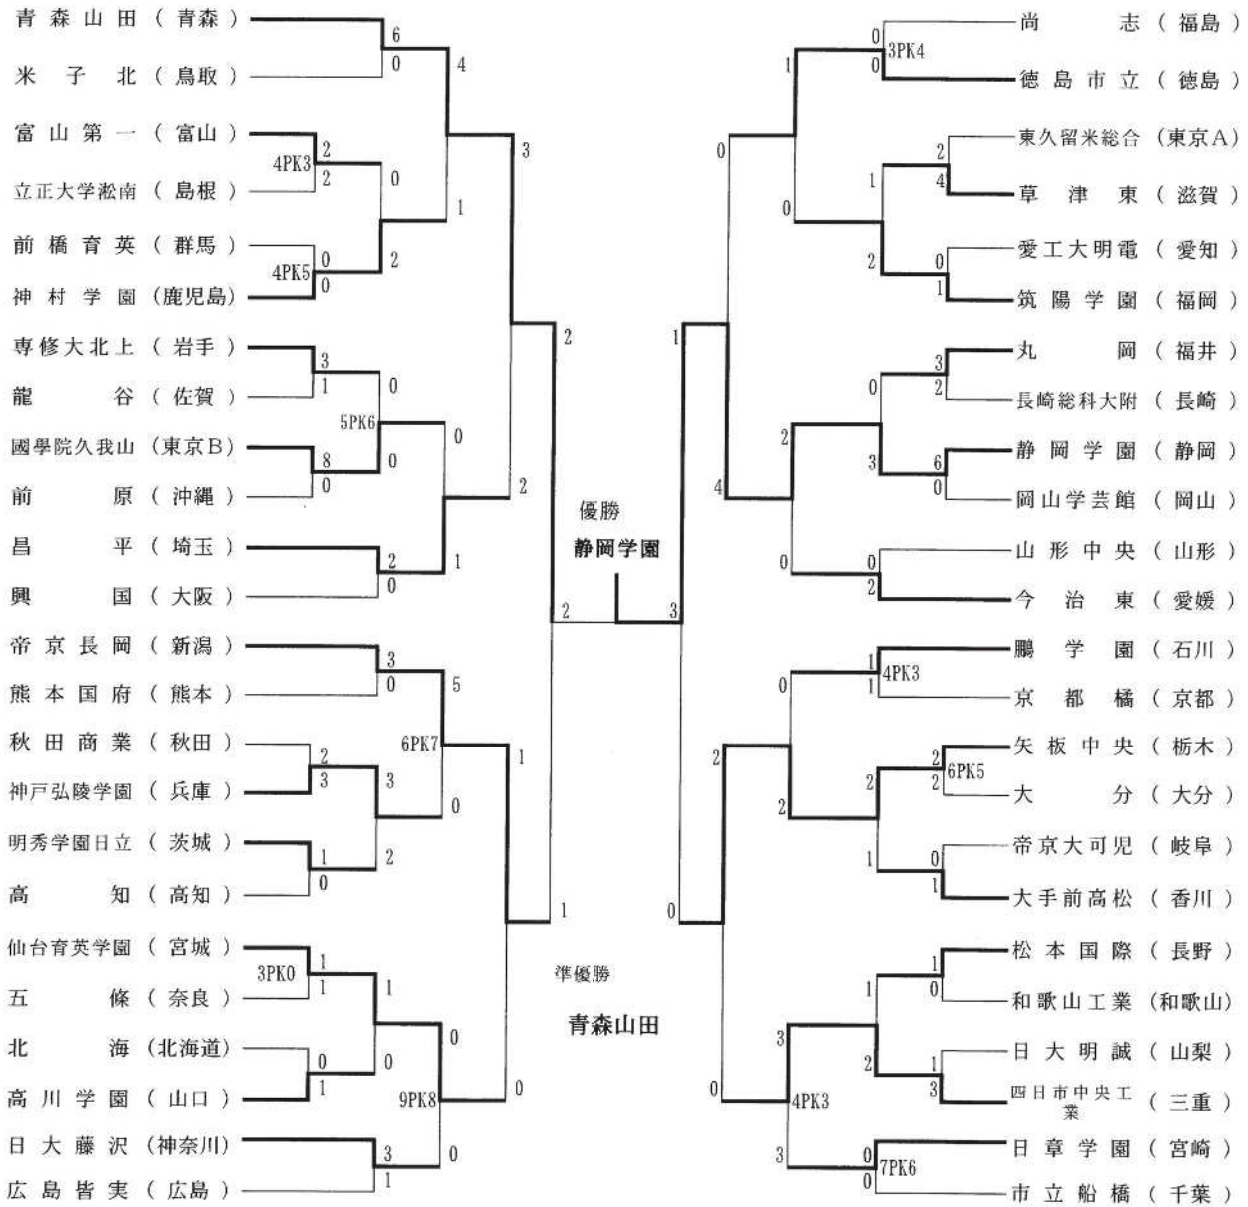 青森山田（青森）
6
0
米子北（鳥取）
4
富山第一（富山）
2
4PK3
2
立正大学淞南（島根）
0
3
1
前橋育英（群馬）
0
4PK5
0
2
神村学園（鹿児島）
専修大北上（岩手）
3
1
龍谷（佐賀）
0
2
5PK6
國學院久我山（東京B）
8
0
0
前原（沖縄）
0
2
昌平（埼玉）
2
0
1
興国（大阪）
2
帝京長岡（新潟）
3
0
熊本国府（熊本）
5
秋田商業（秋田）
2
6PK7
3
3
神戸弘陵学園（兵庫）
0
1
明秀学園日立（茨城）
1
0
2
高知（高知）
1
仙台育英学園（宮城）
1
3PK0
1
五條（奈良）
1
北海（北海道）
0
0
1
高川学園（山口）
0
9PK8
0
日大藤沢（神奈川）
3
1
0
広島皆実（広島）
優勝
静岡学園
準優勝
青森山田
尚志（福島）
0
3PK4
0
徳島市立（徳島）
1
東久留米総合（東京A）
2
4
草津東（滋賀）
1
0
0
愛工大明電（愛知）
0
1
2
筑陽学園（福岡）
1
丸岡（福井）
3
2
長崎総科大附（長崎）
0
2
静岡学園（静岡）
6
0
3
岡山学芸館（岡山）
4
山形中央（山形）
0
2
0
今治東（愛媛）
3
鵬学園（石川）
1
4PK3
1
京都橘（京都）
0
矢板中央（栃木）
2
6PK5
2
大分（大分）
2
2
2
帝京大可児（岐阜）
0
1
1
大手前高松（香川）
0
松本国際（長野）
1
0
和歌山工業（和歌山）
1
3
日大明誠（山梨）
1
3
2
四日市中央工業（三重）
0
4PK3
日章学園（宮崎）
0
7PK6
0
3
市立船橋（千葉）